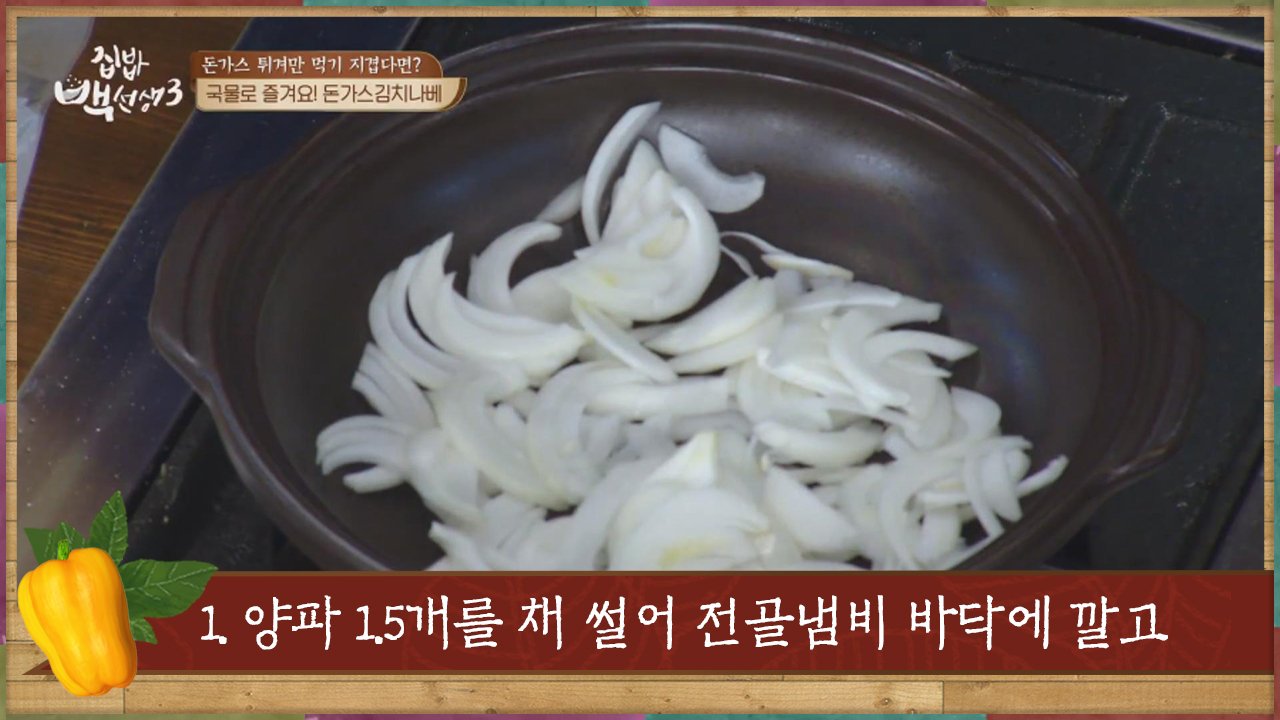 집밥
백선생3
돈가스 튀겨만 먹기 지겹다면?
국물로 즐겨요! 돈가스김치나베
1. 양파 1.5개를 채 썰어 전골냄비 바닥에 깔고